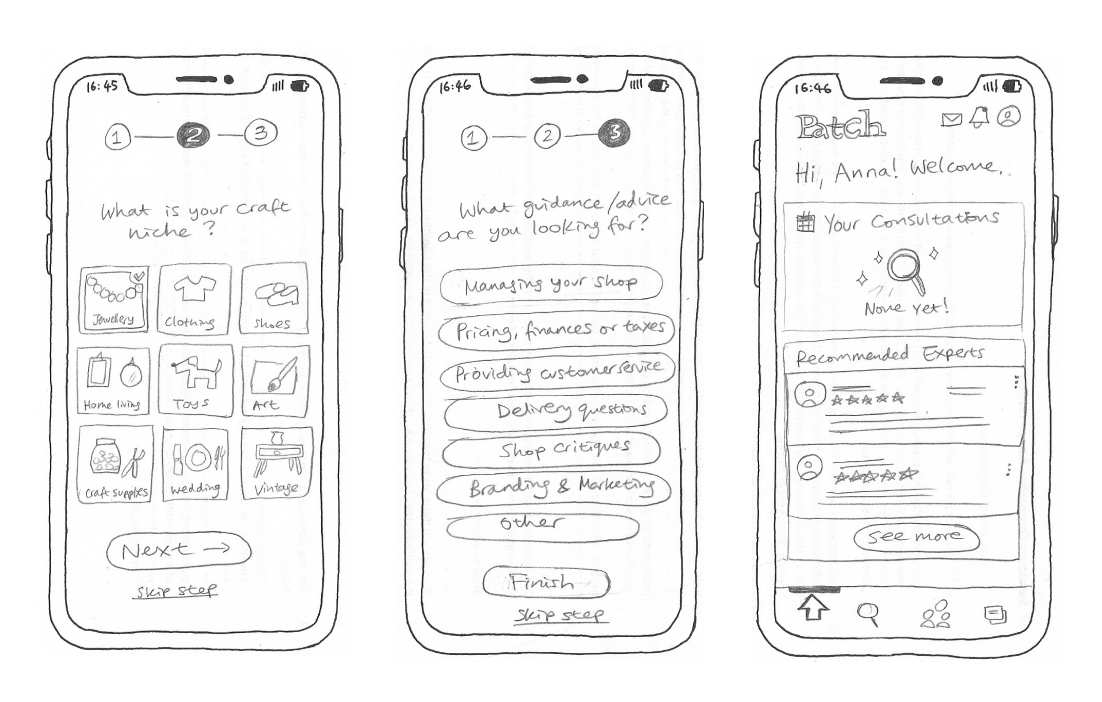 16:45
1
2
3
What is your craft
niche?
Jewellery
Clothing
Shoes
Home living
Toys
Art
Craft supplies
Wedding
Vintage
Next →
Skip step
16:46
1
2
3
What guidance/advice
are you looking for?
Managing your shop
Pricing, finances or taxes
Providing customer service
Delivery questions
Shop critiques
Branding & Marketing
Other
Finish
Skip step
16:46
Patch
Hi, Anna! Welcome.
Your Consultations
None yet!
Recommended Experts
See more